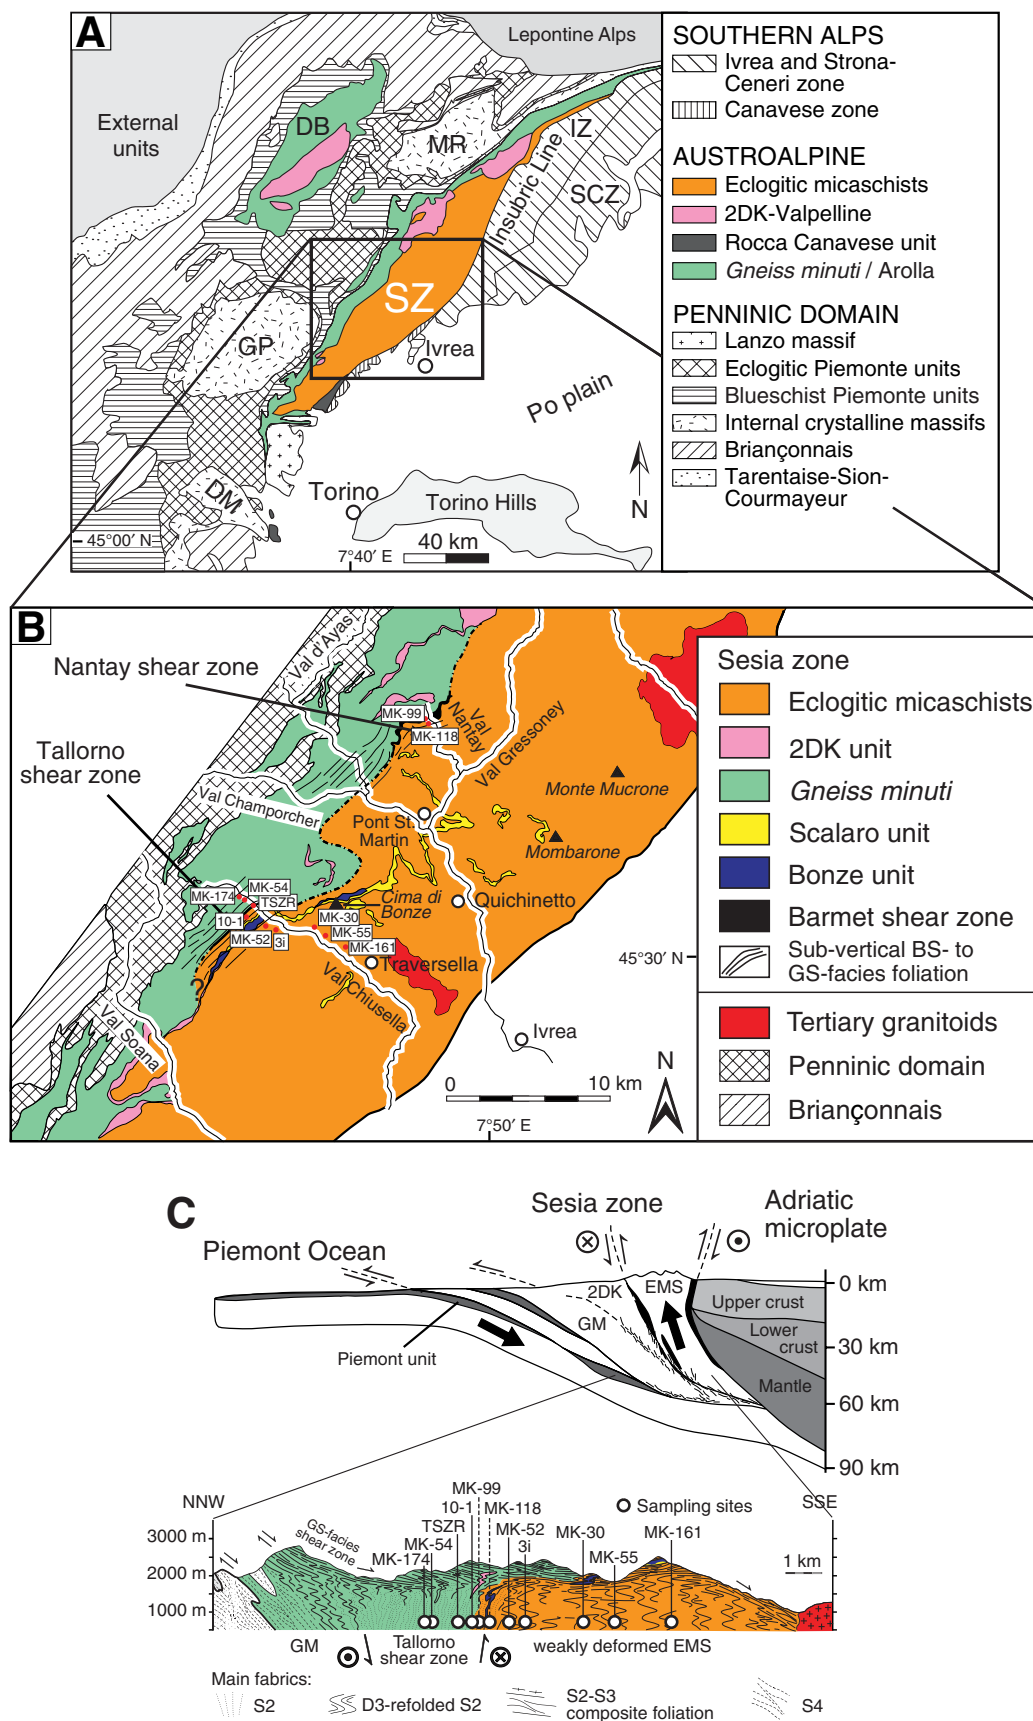 A
Lepontine Alps
External
units
DB
MR
IZ
SCZ
Insubric Line
SZ
GP
Ivrea
Po plain
DM
Torino
Torino Hills
N
45°00′ N
7°40′ E
40 km
SOUTHERN ALPS
Ivrea and Strona-
Ceneri zone
Canavese zone
AUSTROALPINE
Eclogitic micaschists
2DK-Valpelline
Rocca Canavese unit
Gneiss minuti / Arolla
PENNINIC DOMAIN
Lanzo massif
Eclogitic Piemonte units
Blueschist Piemonte units
Internal crystalline massifs
Briançonnais
Tarentaise-Sion-
Courmayeur
B
Val d'Ayas
Nantay shear zone
Tallorno
shear zone
MK-99
MK-118
Val
Nantay
Val Gressoney
Val Champorcher
Monte Mucrone
Pont St.
Martin
Mombarone
MK-54
MK-174
TSZR
10-1
MK-52
3i
Cima di
Bonze
MK-30
MK-55
MK-161
Quichinetto
Traversella
?
Val Chiusella
Val Soana
Ivrea
45°30′ N
N
0
10 km
7°50′ E
Sesia zone
Eclogitic micaschists
2DK unit
Gneiss minuti
Scalaro unit
Bonze unit
Barmet shear zone
Sub-vertical BS- to
GS-facies foliation
Tertiary granitoids
Penninic domain
Briançonnais
C
Sesia zone
Adriatic
microplate
Piemont Ocean
2DK
EMS
GM
Piemont unit
Upper crust
Lower
crust
Mantle
0 km
30 km
60 km
90 km
NNW
SSE
MK-99
10-1
MK-118
Sampling sites
TSZR
MK-52
MK-54
3i
MK-30
MK-161
MK-174
MK-55
GS-facies
shear zone
3000 m
2000 m
1000 m
1 km
GM
Tallorno
shear zone
weakly deformed EMS
Main fabrics:
S2
D3-refolded S2
S2-S3
composite foliation
S4